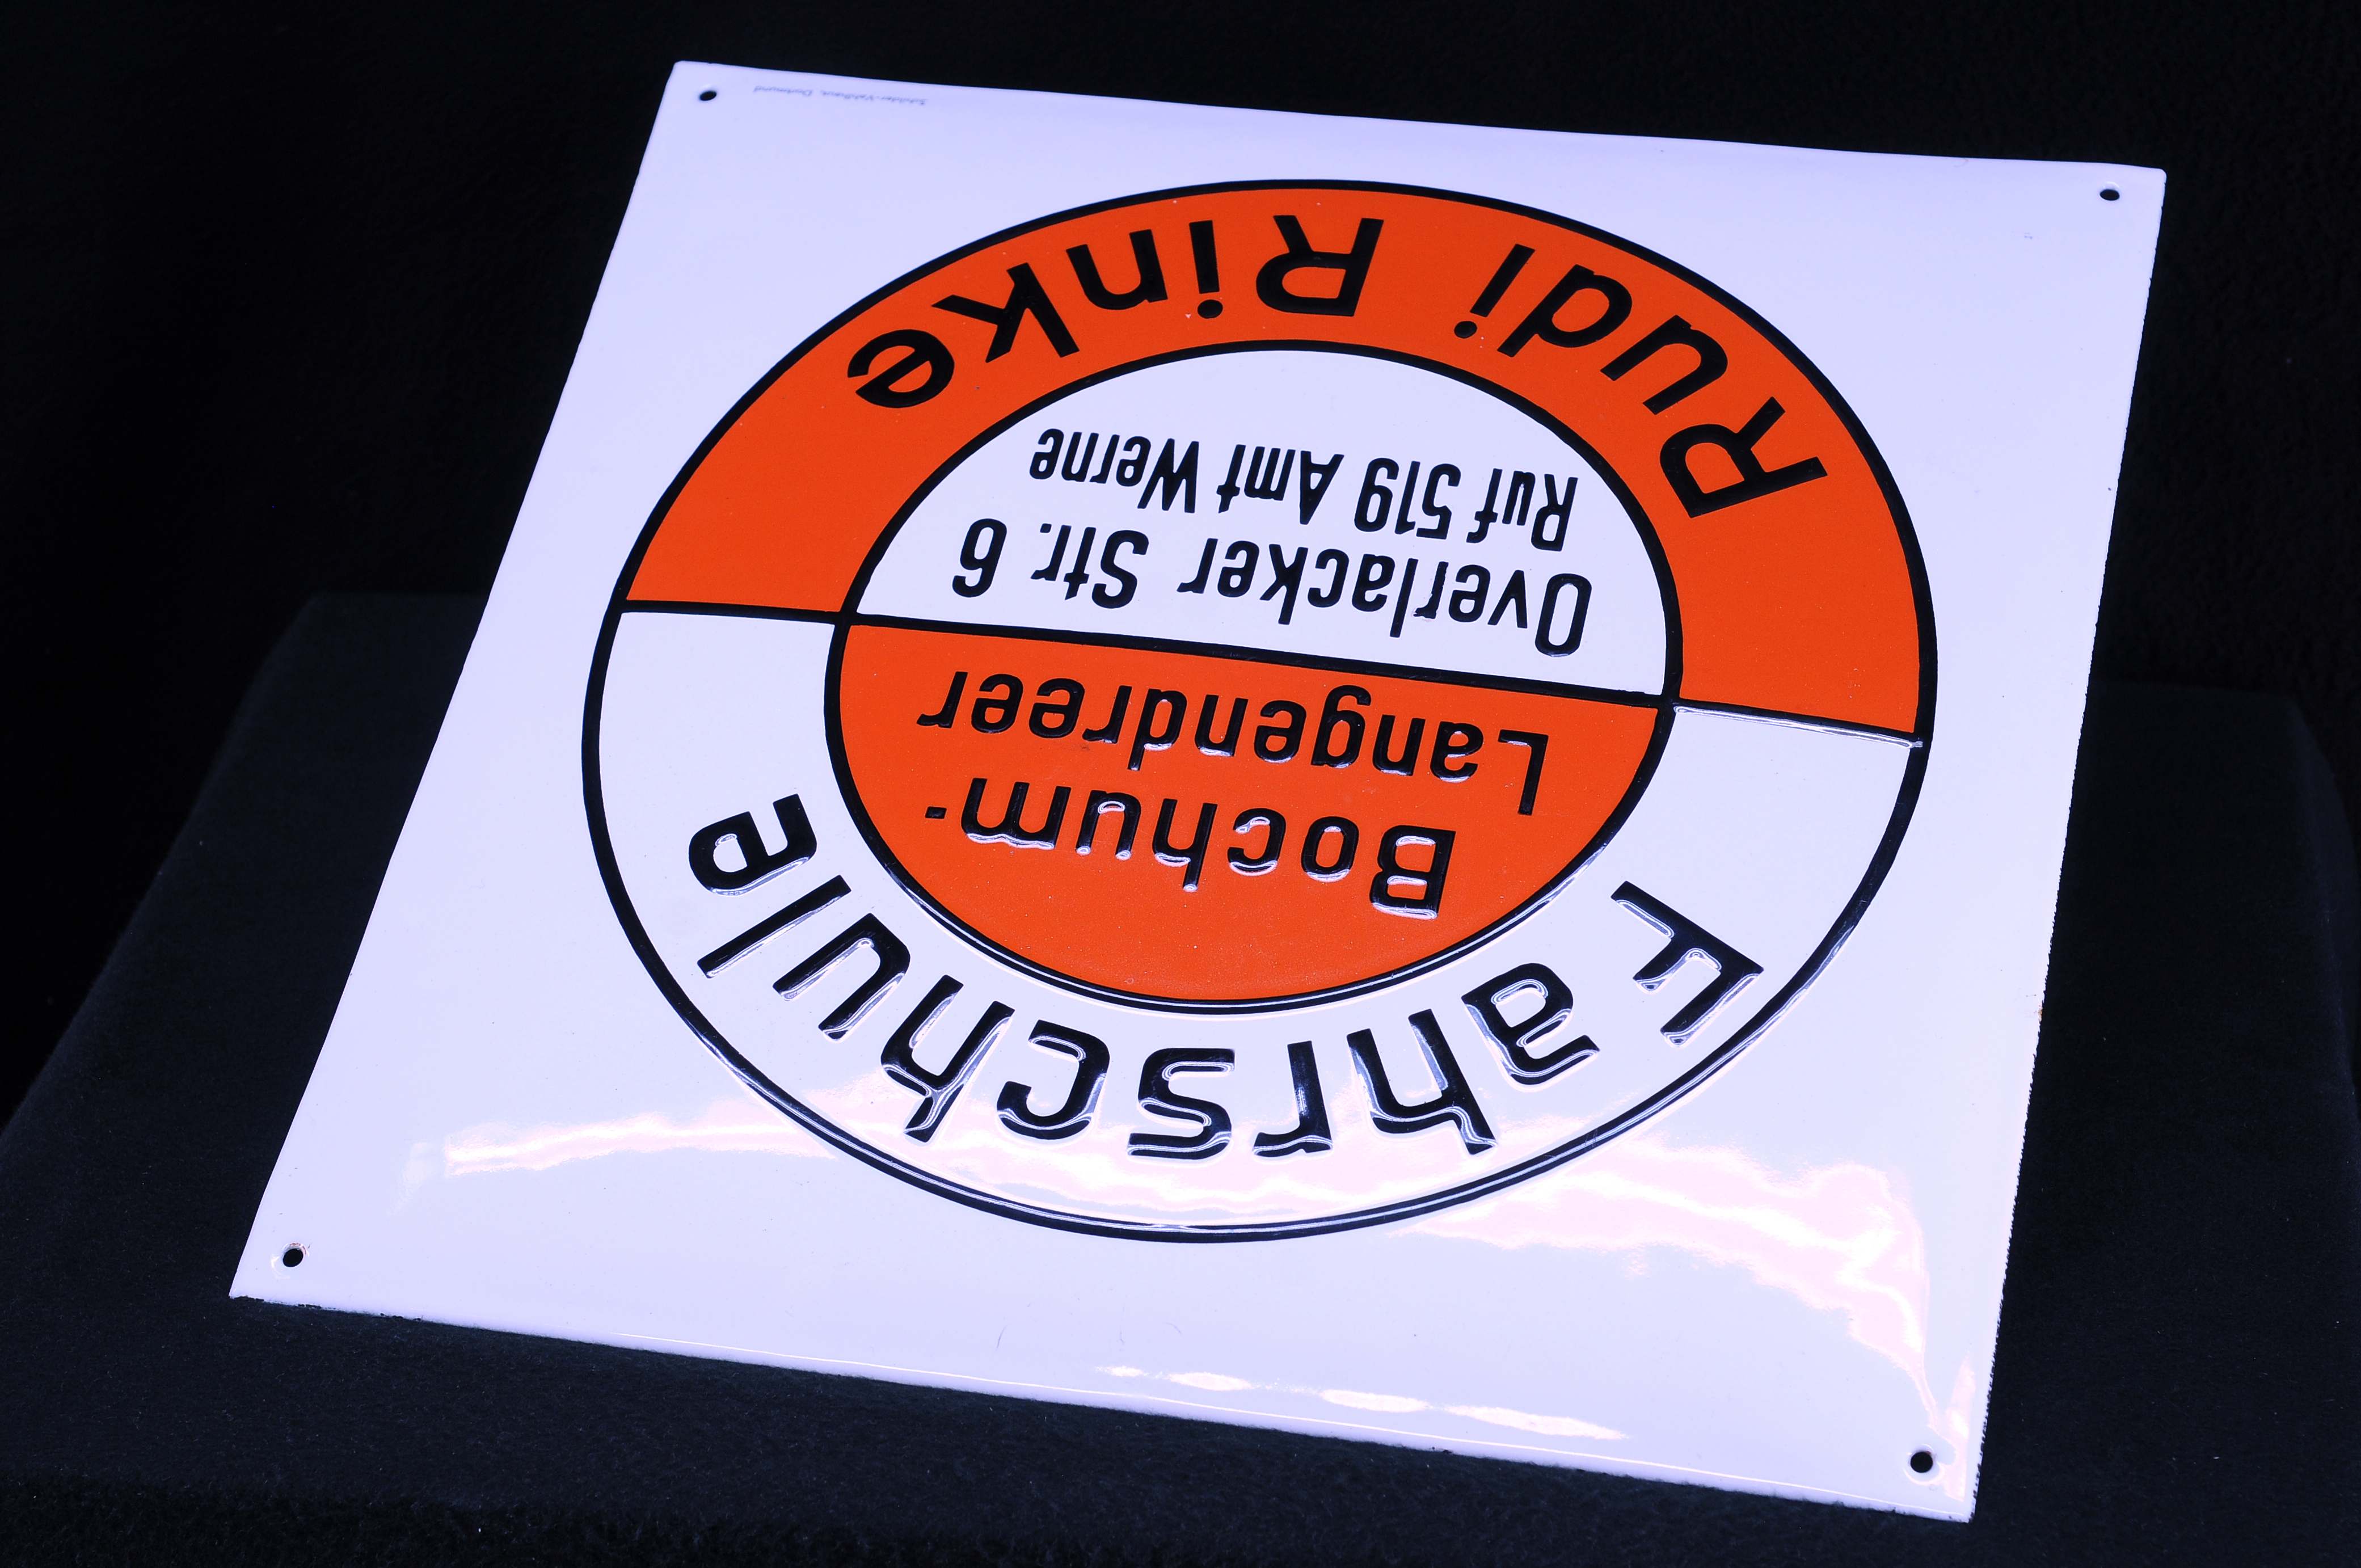 Fahrschule
Bochum-
Langendreer
Overlacker Str. 6
Ruf 519 Amt Werne
Rudi Rinke